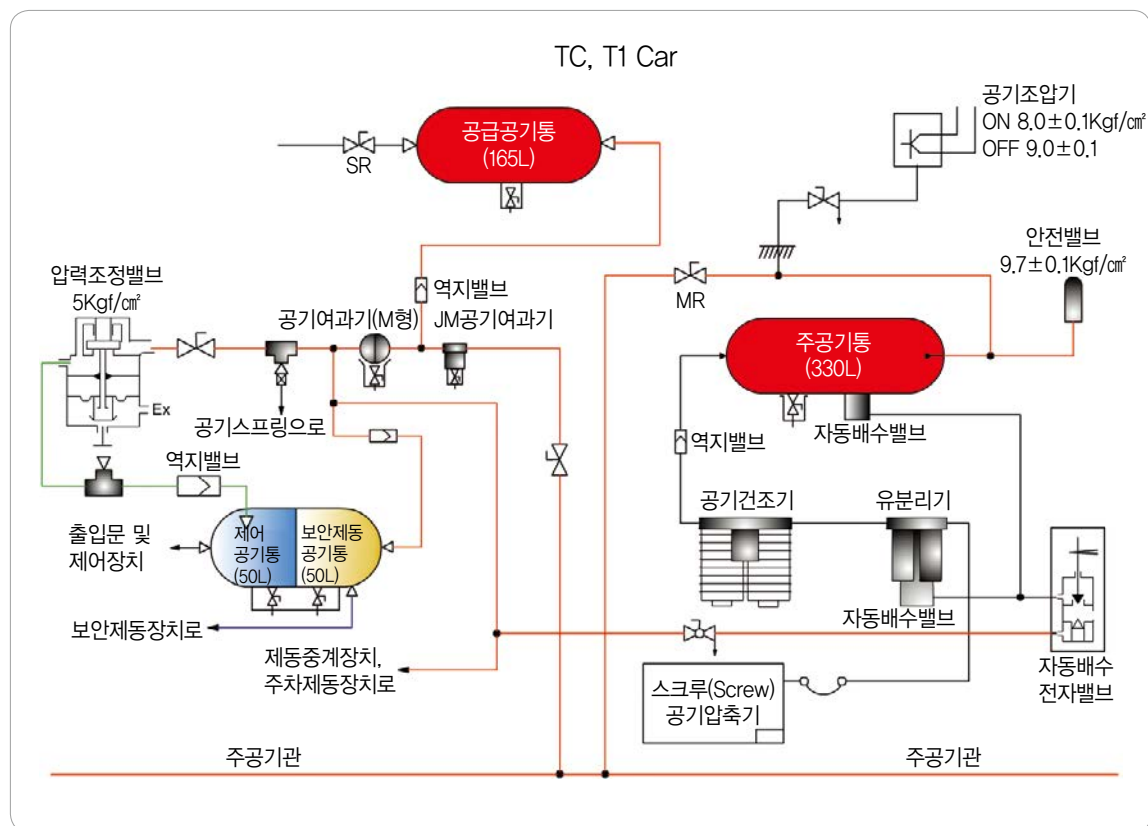 TC, T1 Car
공기조압기
ON 8.0±0.1Kgf/㎠
OFF 9.0±0.1
공급공기통
(165L)
SR
안전밸브
9.7±0.1Kgf/㎠
압력조정밸브
5Kgf/㎠
역지밸브
MR
공기여과기(M형)
JM공기여과기
주공기통
(330L)
Ex
공기스프링으로
자동배수밸브
역지밸브
역지밸브
공기건조기
유분리기
출입문 및
제어장치
제어
공기통
(50L)
보안제동
공기통
(50L)
자동배수밸브
보안제동장치로
제동중계장치,
주차제동장치로
스크루(Screw)
공기압축기
자동배수
전자밸브
주공기관
주공기관